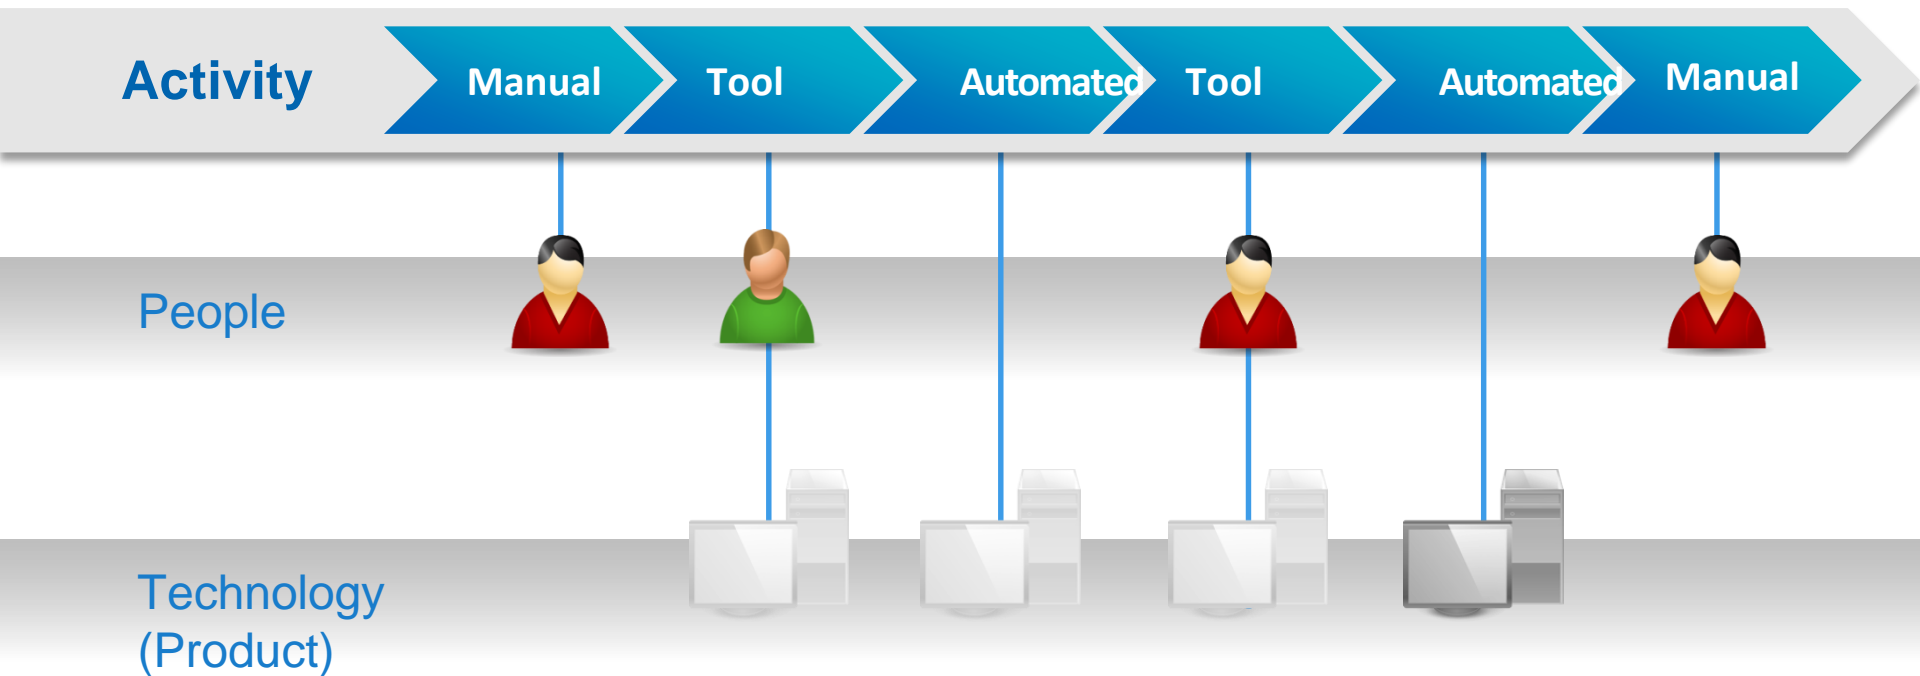 Activity
Manual
Tool
Automated
Tool
Automated
Manual
People
Technology
(Product)